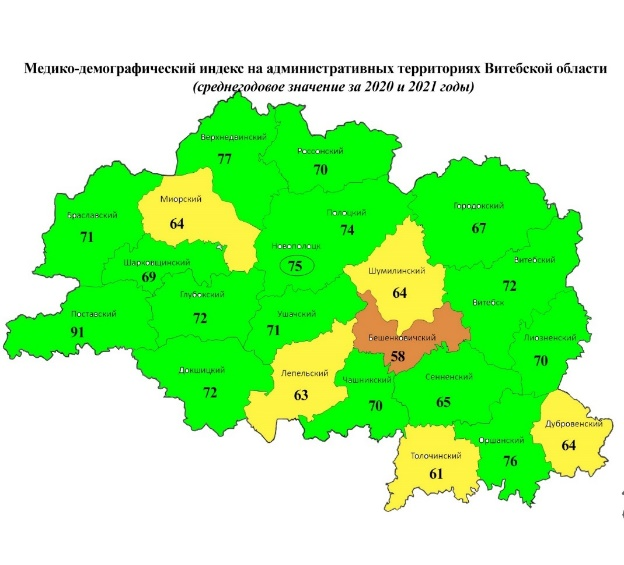 Медико-демографический индекс на административных территориях Витебской области
(среднегодовое значение за 2020 и 2021 годы)
Верхнедвинский
77
Россонский
70
Миорский
64
Браславский
71
Полоцкий
74
Городокский
67
Новополоцк
75
Шарковщинский
69
Шумилинский
64
Витебский
72
Глубокский
72
Витебск
Поставский
91
Ушачский
71
Бешенковичский
58
Лиозненский
70
Докшицкий
72
Лепельский
63
Чашникский
70
Сенненский
65
Дубровенский
64
Толочинский
61
Оршанский
76